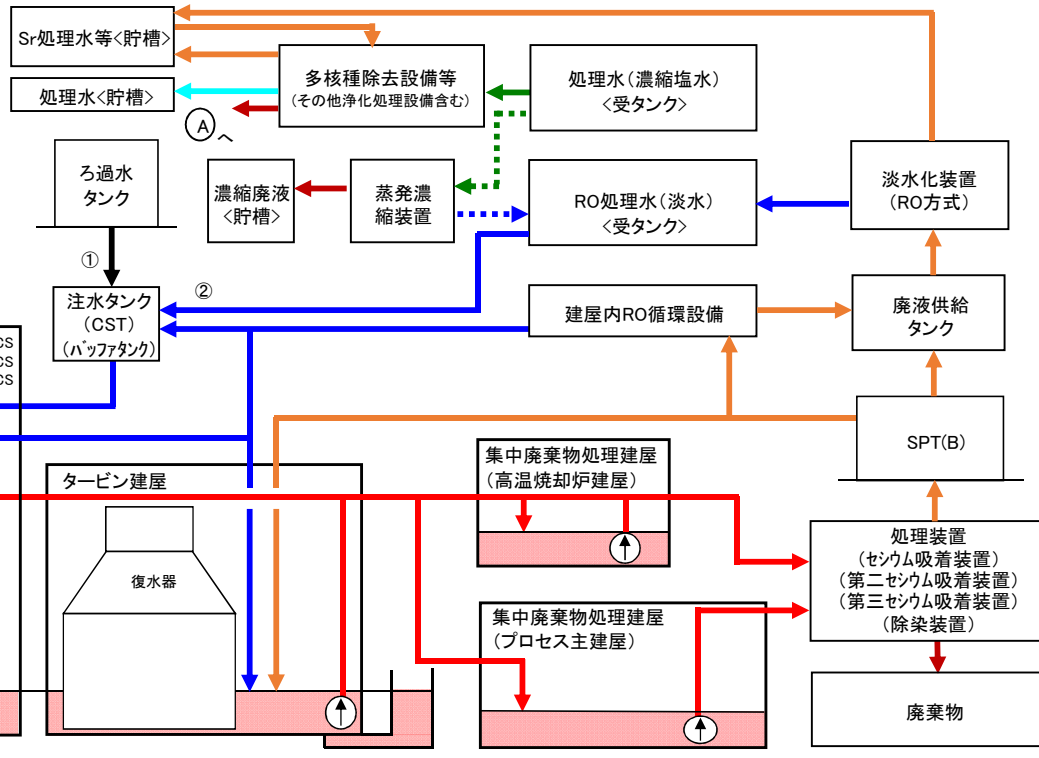 Sr処理水等<貯槽>
処理水<貯槽>
多核種除去設備等
(その他浄化処理設備含む)
Aへ
処理水(濃縮塩水)
<受タンク>
ろ過水
タンク
濃縮廃液
<貯槽>
蒸発濃
縮装置
RO処理水(淡水)
<受タンク>
淡水化装置
(RO方式)
①
②
注水タンク
(CST)
(バッファタンク)
建屋内RO循環設備
廃液供給
タンク
CS
CS
CS
SPT(B)
タービン建屋
復水器
集中廃棄物処理建屋
(高温焼却炉建屋)
処理装置
(セシウム吸着装置)
(第二セシウム吸着装置)
(第三セシウム吸着装置)
(除染装置)
集中廃棄物処理建屋
(プロセス主建屋)
廃棄物